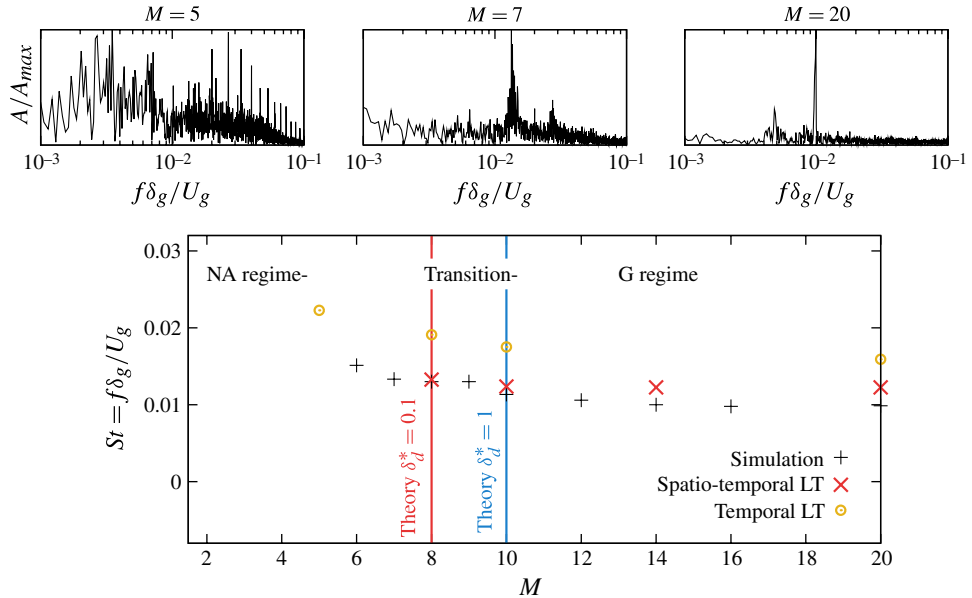 M = 5
M = 7
M = 20
A/A_max
10^−3 10^−2 10^−1
10^−3 10^−2 10^−1
10^−3 10^−2 10^−1
fδ_g/U_g
fδ_g/U_g
fδ_g/U_g
0.03
0.02
0.01
0
St = fδ_g/U_g
NA regime-
Transition-
G regime
Theory δ_d^* = 0.1
Theory δ_d^* = 1
Simulation
Spatio-temporal LT
Temporal LT
2 4 6 8 10 12 14 16 18 20
M